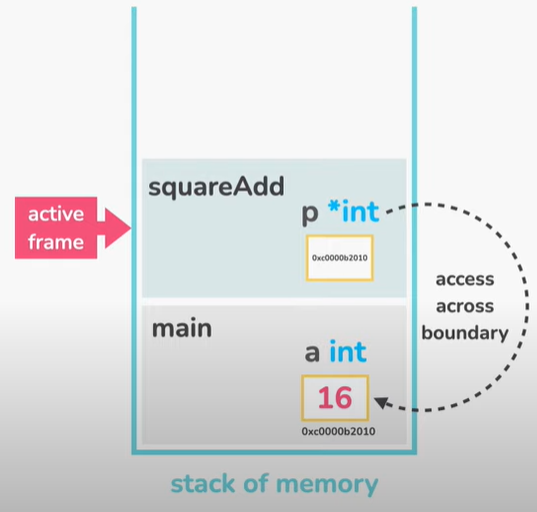 squareAdd
p *int
0xc0000b2010
active
frame
access
across
boundary
main
a int
16
0xc0000b2010
stack of memory